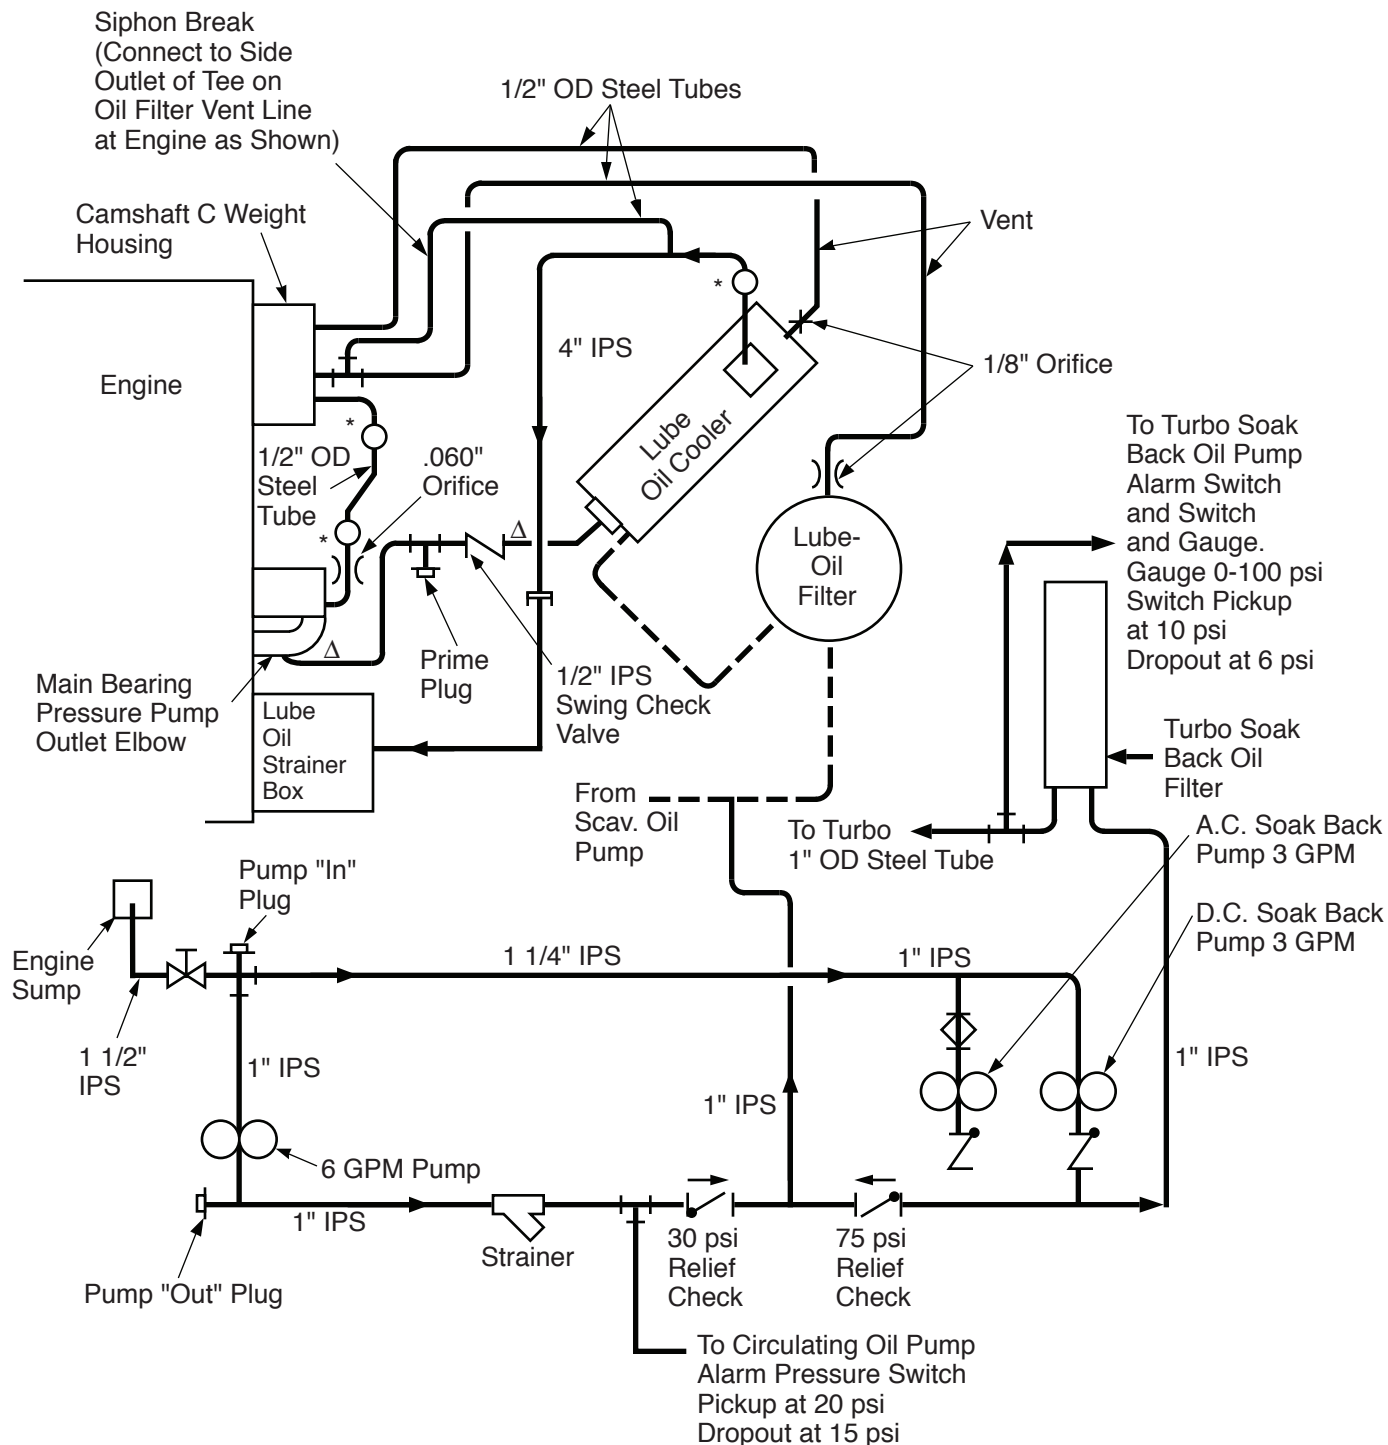 Siphon Break
(Connect to Side
Outlet of Tee on
Oil Filter Vent Line
at Engine as Shown)
1/2" OD Steel Tubes
Camshaft C Weight
Housing
Vent
*
4" IPS
Engine
1/8" Orifice
Lube
Oil Cooler
*
1/2" OD
Steel
Tube
.060"
Orifice
*
Δ
Lube-
Oil
Filter
To Turbo Soak
Back Oil Pump
Alarm Switch
and Switch
and Gauge.
Gauge 0-100 psi
Switch Pickup
at 10 psi
Dropout at 6 psi
Δ
Prime
Plug
1/2" IPS
Swing Check
Valve
Main Bearing
Pressure Pump
Outlet Elbow
Lube
Oil
Strainer
Box
Turbo Soak
Back Oil
Filter
From
Scav. Oil
Pump
To Turbo
1" OD Steel Tube
A.C. Soak Back
Pump 3 GPM
Pump "In"
Plug
D.C. Soak Back
Pump 3 GPM
Engine
Sump
1 1/4" IPS
1" IPS
1 1/2"
IPS
1" IPS
1" IPS
1" IPS
6 GPM Pump
1" IPS
Strainer
30 psi
Relief
Check
75 psi
Relief
Check
Pump "Out" Plug
To Circulating Oil Pump
Alarm Pressure Switch
Pickup at 20 psi
Dropout at 15 psi